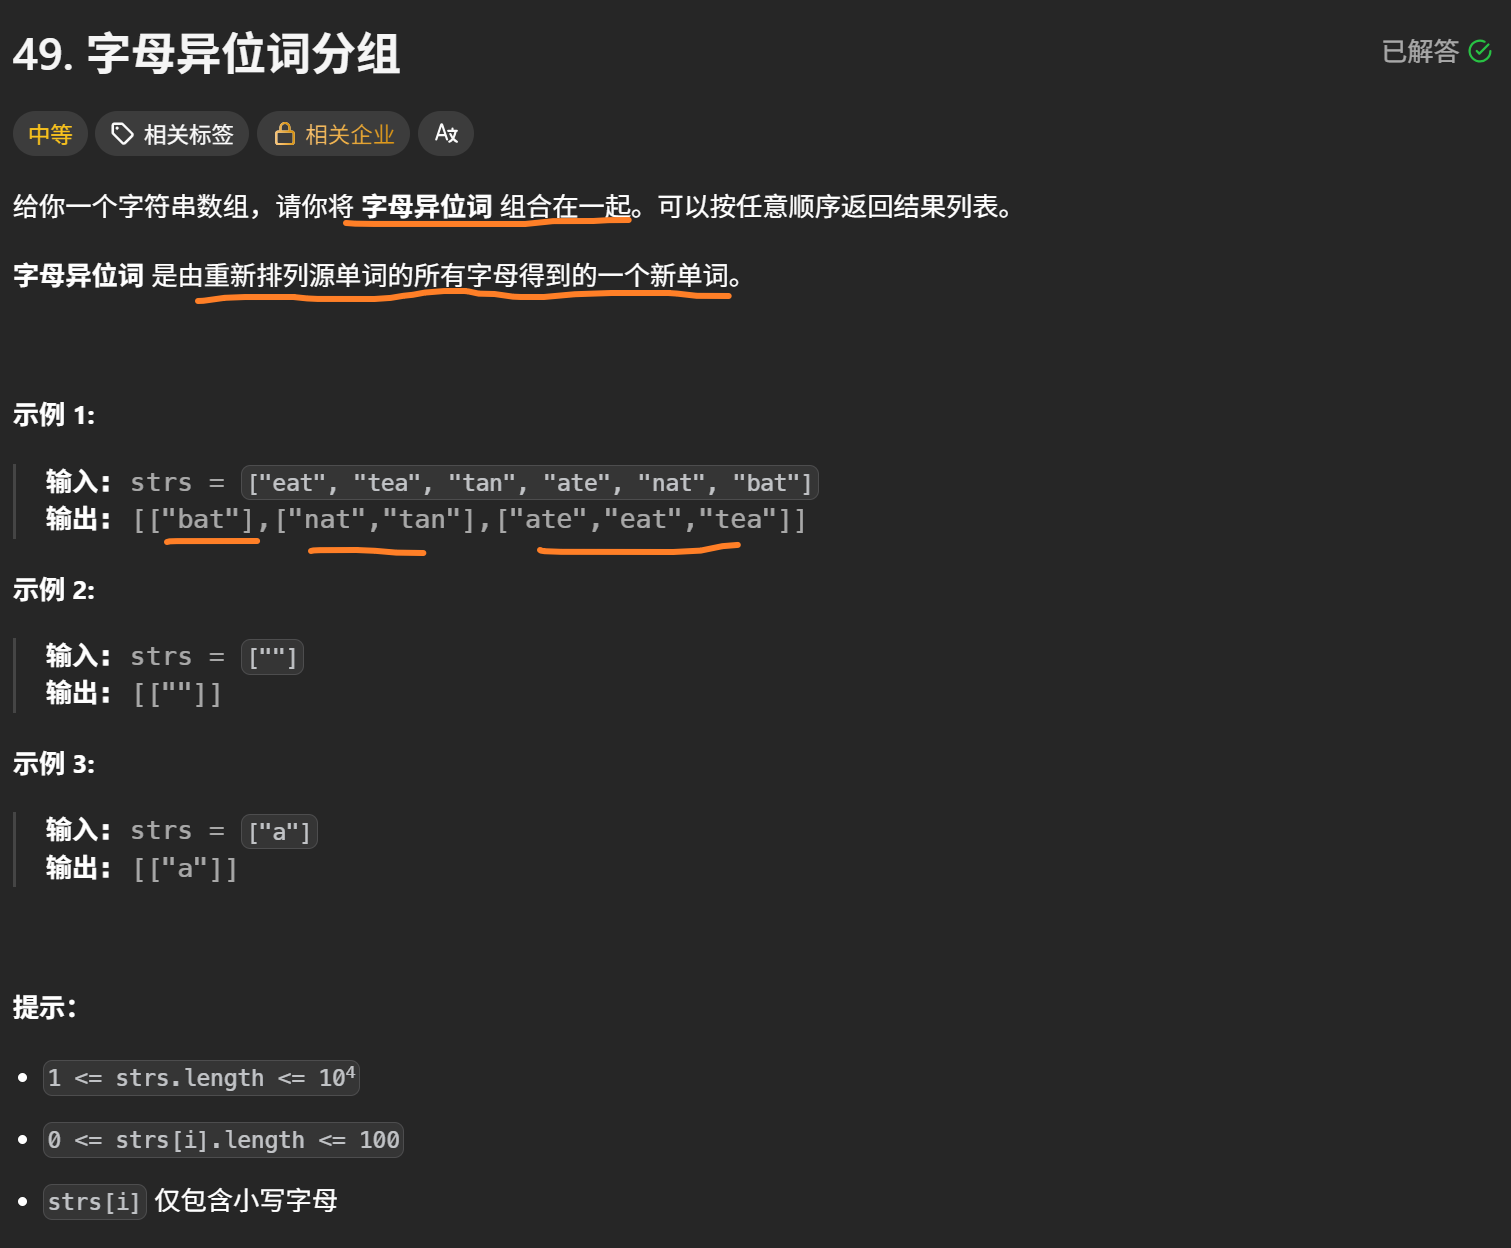 49. 字母异位词分组
已解答
中等
相关标签
相关企业
给你一个字符串数组，请你将 字母异位词 组合在一起。可以按任意顺序返回结果列表。
字母异位词 是由重新排列源单词的所有字母得到的一个新单词。
示例 1:
输入: strs = ["eat", "tea", "tan", "ate", "nat", "bat"]
输出: [["bat"],["nat","tan"],["ate","eat","tea"]]
示例 2:
输入: strs = [""]
输出: [[""]]
示例 3:
输入: strs = ["a"]
输出: [["a"]]
提示：
1 <= strs.length <= 10⁴
0 <= strs[i].length <= 100
strs[i] 仅包含小写字母